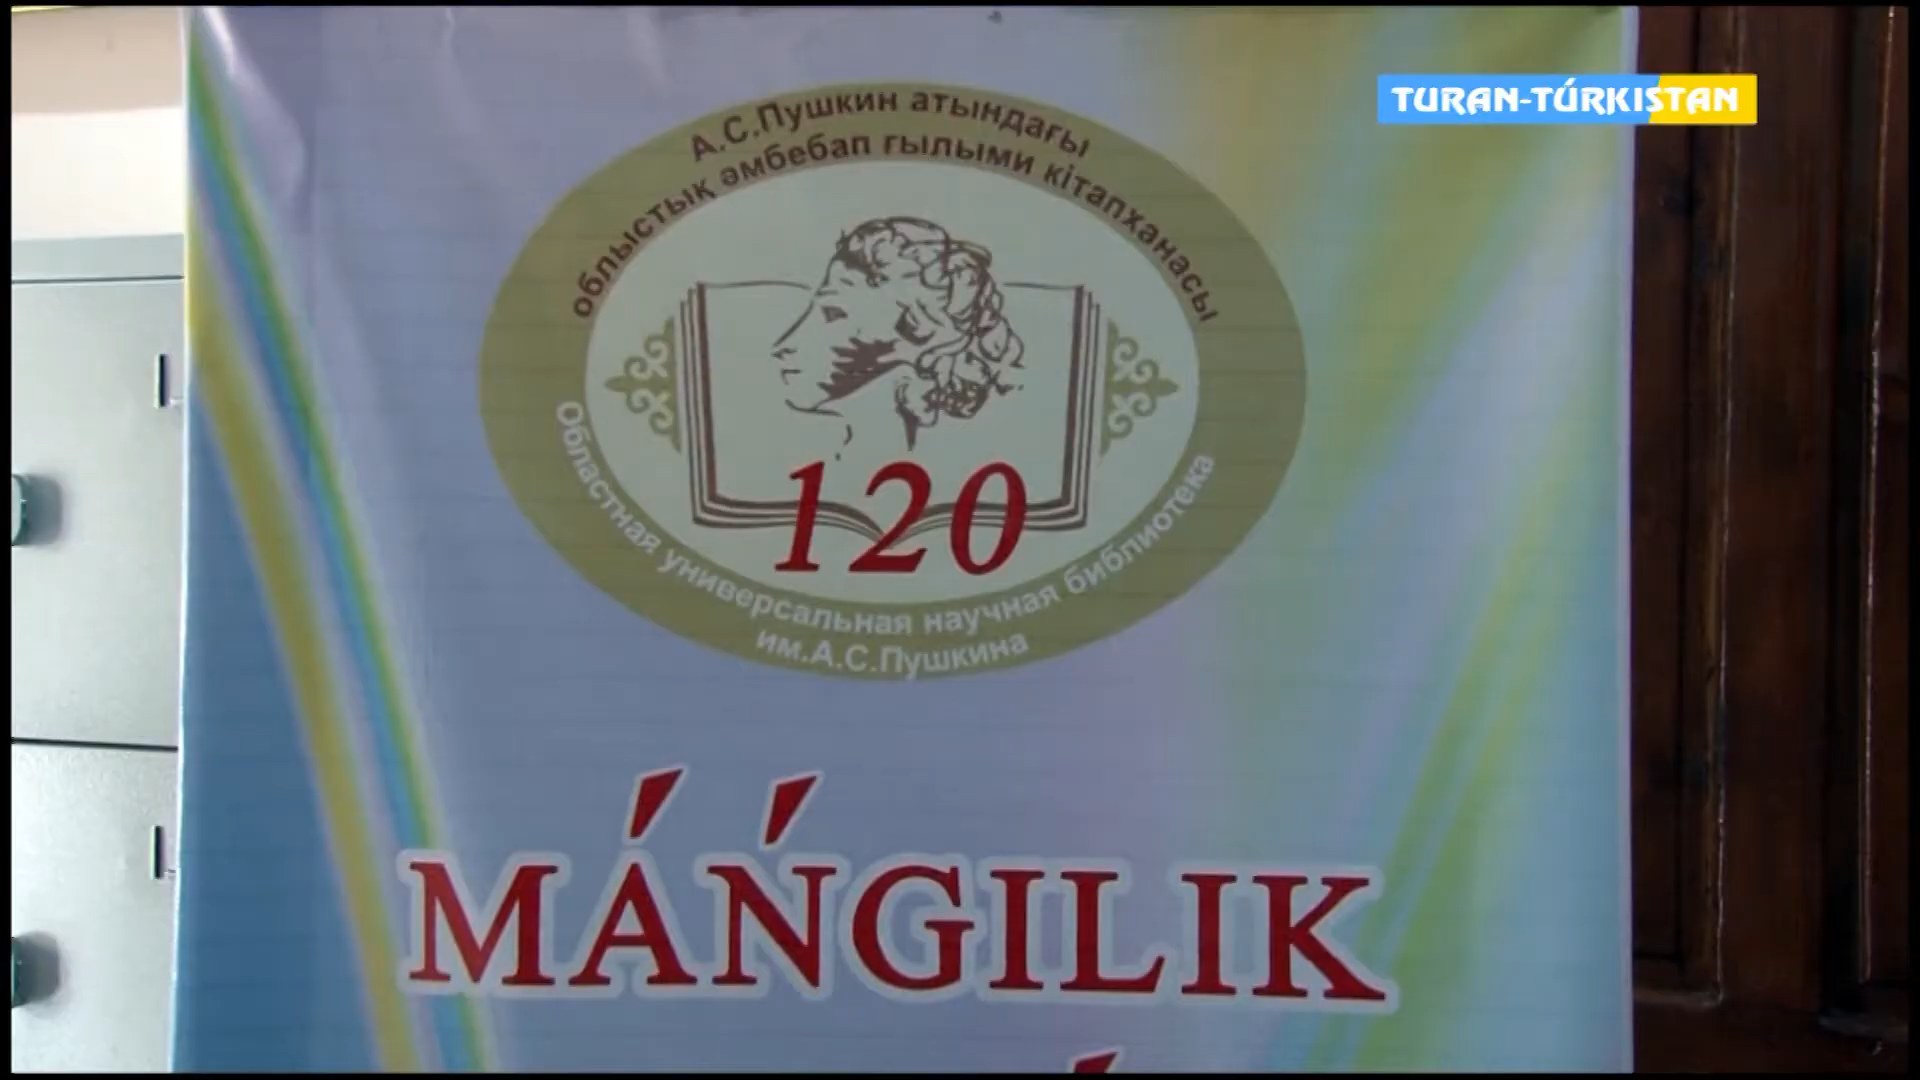 TURAN-TÚRKISTAN
А.С.Пушкин атындағы
облыстық әмбебап ғылыми кітапханасы
120
Областная универсальная научная библиотека
им.А.С.Пушкина
MÁŃGILIK